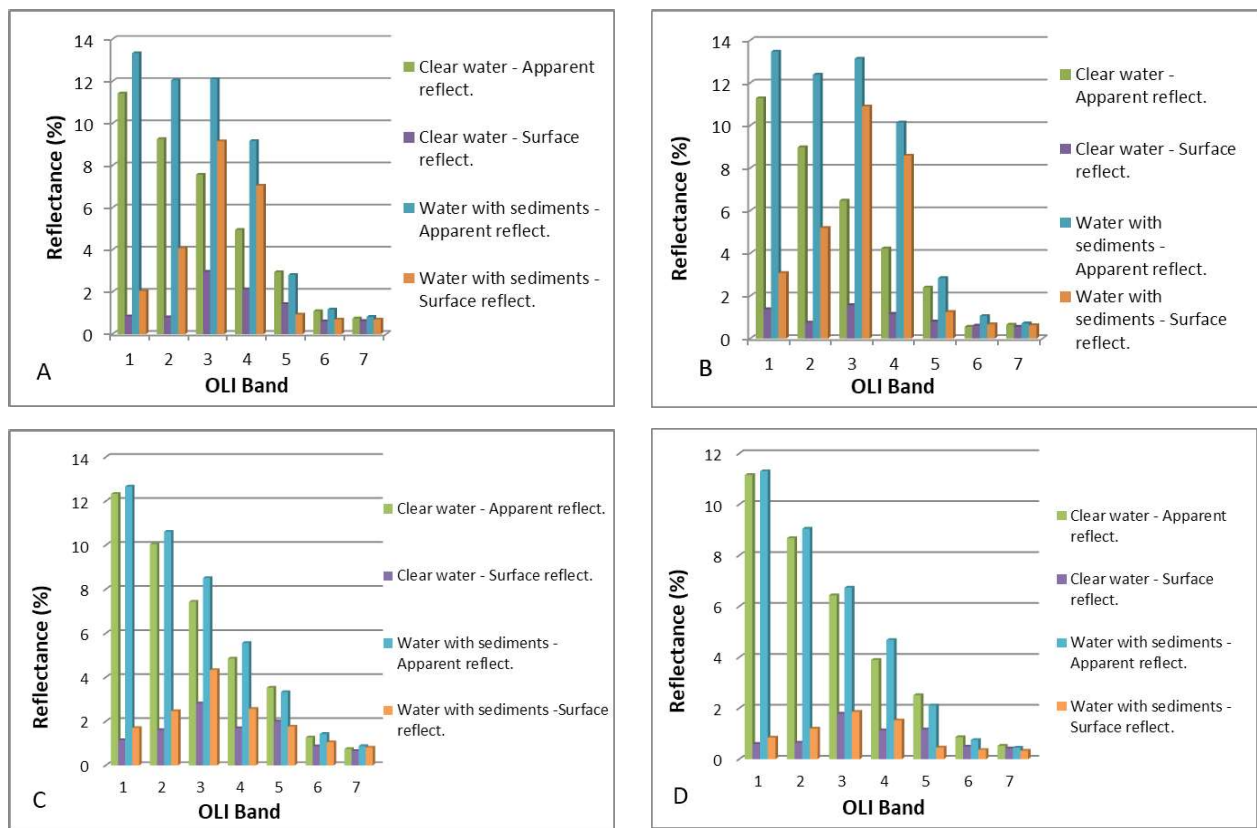 14
12
10
8
6
4
2
0
Reflectance (%)
1 2 3 4 5 6 7
OLI Band
A
Clear water - Apparent
reflect.
Clear water - Surface
reflect.
Water with sediments -
Apparent reflect.
Water with sediments -
Surface reflect.
14
12
10
8
6
4
2
0
Reflectance (%)
1 2 3 4 5 6 7
OLI Band
B
Clear water -
Apparent reflect.
Clear water - Surface
reflect.
Water with
sediments -
Apparent reflect.
Water with
sediments - Surface
reflect.
14
12
10
8
6
4
2
0
Reflectance (%)
1 2 3 4 5 6 7
OLI Band
C
Clear water - Apparent reflect.
Clear water - Surface reflect.
Water with sediments -
Apparent reflect.
Water with sediments -Surface
reflect.
12
10
8
6
4
2
0
Reflectance (%)
1 2 3 4 5 6 7
OLI Band
D
Clear water - Apparent
reflect.
Clear water - Surface
reflect.
Water with sediments -
Apparent reflect.
Water with sediments -
Surface reflect.